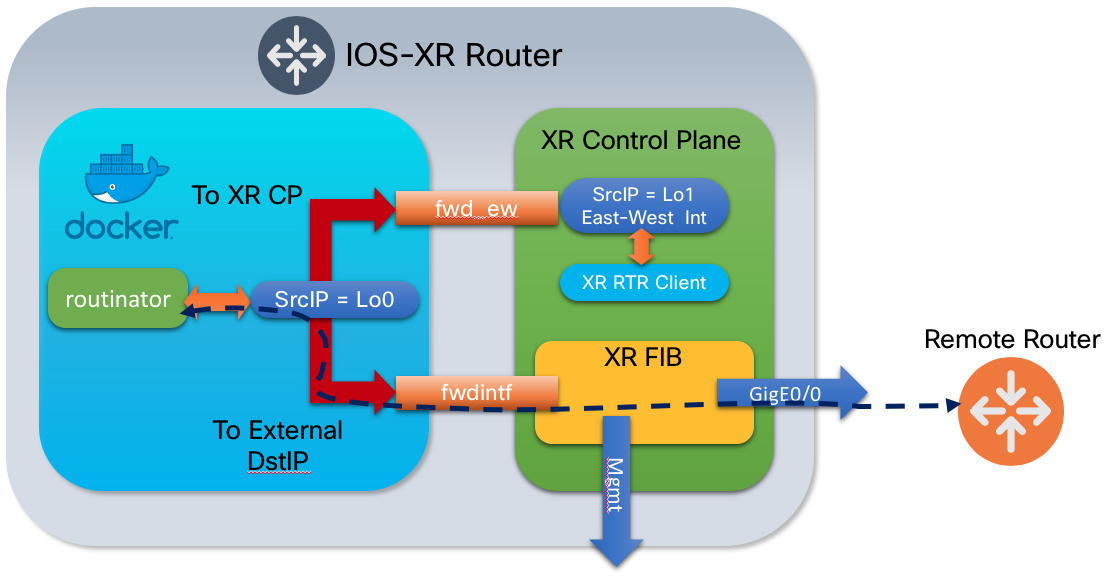 IOS-XR Router
docker
To XR CP
routinator
SrcIP = Lo0
To External
DstIP
fwd_ew
fwdintf
XR Control Plane
SrcIP = Lo1
East-West Int
XR RTR Client
XR FIB
GigE0/0
Mgmt
Remote Router